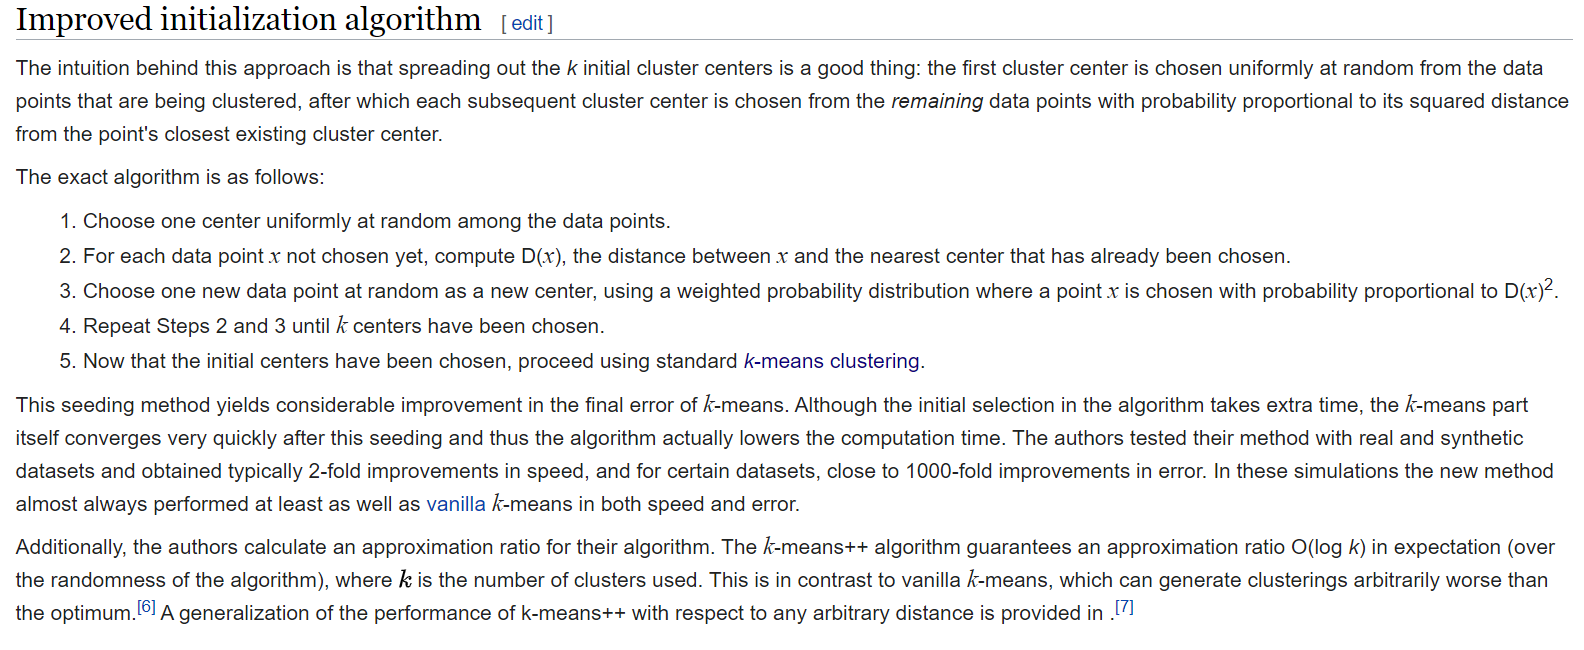 Improved initialization algorithm [ edit ]
The intuition behind this approach is that spreading out the k initial cluster centers is a good thing: the first cluster center is chosen uniformly at random from the data
points that are being clustered, after which each subsequent cluster center is chosen from the remaining data points with probability proportional to its squared distance
from the point's closest existing cluster center.
The exact algorithm is as follows:
1. Choose one center uniformly at random among the data points.
2. For each data point x not chosen yet, compute D(x), the distance between x and the nearest center that has already been chosen.
3. Choose one new data point at random as a new center, using a weighted probability distribution where a point x is chosen with probability proportional to D(x)².
4. Repeat Steps 2 and 3 until k centers have been chosen.
5. Now that the initial centers have been chosen, proceed using standard k-means clustering.
This seeding method yields considerable improvement in the final error of k-means. Although the initial selection in the algorithm takes extra time, the k-means part
itself converges very quickly after this seeding and thus the algorithm actually lowers the computation time. The authors tested their method with real and synthetic
datasets and obtained typically 2-fold improvements in speed, and for certain datasets, close to 1000-fold improvements in error. In these simulations the new method
almost always performed at least as well as vanilla k-means in both speed and error.
Additionally, the authors calculate an approximation ratio for their algorithm. The k-means++ algorithm guarantees an approximation ratio O(log k) in expectation (over
the randomness of the algorithm), where k is the number of clusters used. This is in contrast to vanilla k-means, which can generate clusterings arbitrarily worse than
the optimum.[6] A generalization of the performance of k-means++ with respect to any arbitrary distance is provided in .[7]